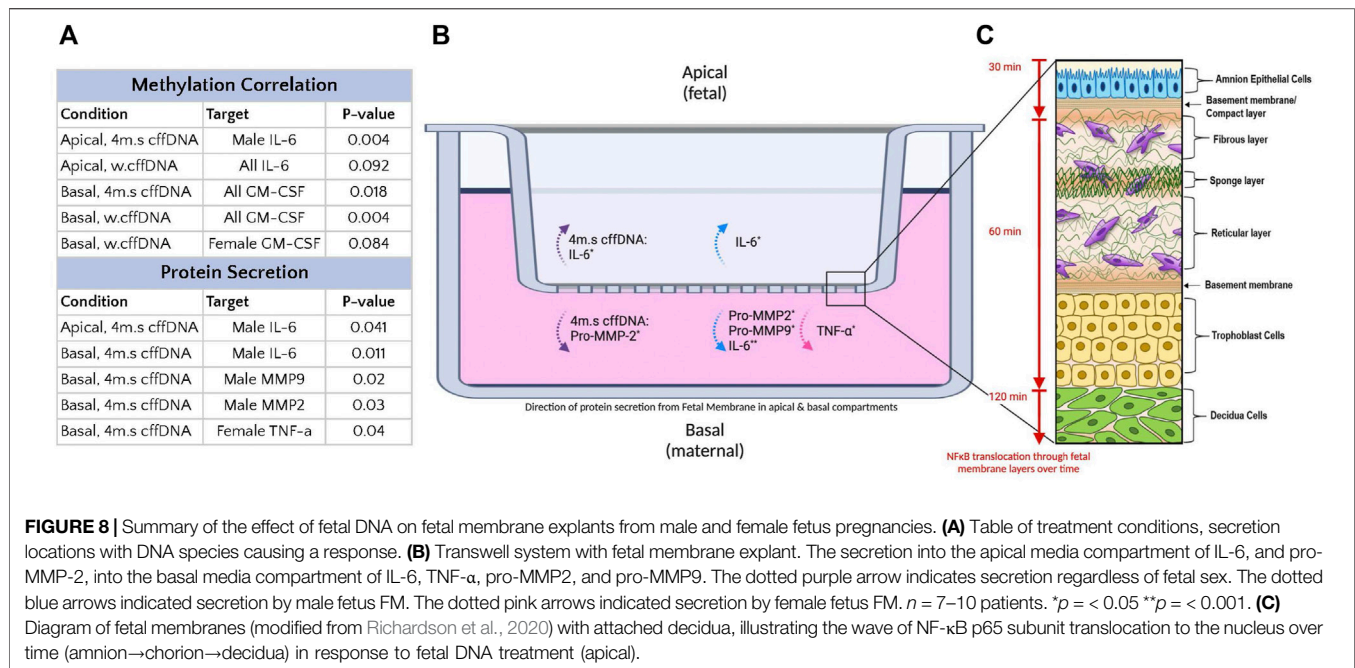 A
Methylation Correlation
Condition Target P-value
Apical, 4m.s cffDNA Male IL-6 0.004
Apical, w.cffDNA All IL-6 0.092
Basal, 4m.s cffDNA All GM-CSF 0.018
Basal, w.cffDNA All GM-CSF 0.004
Basal, w.cffDNA Female GM-CSF 0.084
Protein Secretion
Condition Target P-value
Apical, 4m.s cffDNA Male IL-6 0.041
Basal, 4m.s cffDNA Male IL-6 0.011
Basal, 4m.s cffDNA Male MMP9 0.02
Basal, 4m.s cffDNA Male MMP2 0.03
Basal, 4m.s cffDNA Female TNF-a 0.04
B
Apical
(fetal)
4m.s cffDNA:
IL-6*
IL-6*
4m.s cffDNA:
Pro-MMP-2*
Pro-MMP2*
Pro-MMP9*
IL-6**
TNF-α*
Direction of protein secretion from Fetal Membrane in apical & basal compartments
Basal
(maternal)
C
30 min
60 min
120 min
NFκB translocation through fetal
membrane layers over time
Amnion Epithelial Cells
Basement membrane/
Compact layer
Fibrous layer
Sponge layer
Reticular layer
Basement membrane
Trophoblast Cells
Decidua Cells
FIGURE 8 | Summary of the effect of fetal DNA on fetal membrane explants from male and female fetus pregnancies. (A) Table of treatment conditions, secretion
locations with DNA species causing a response. (B) Transwell system with fetal membrane explant. The secretion into the apical media compartment of IL-6, and pro-
MMP-2, into the basal media compartment of IL-6, TNF-α, pro-MMP2, and pro-MMP9. The dotted purple arrow indicates secretion regardless of fetal sex. The dotted
blue arrows indicated secretion by male fetus FM. The dotted pink arrows indicated secretion by female fetus FM. n = 7–10 patients. *p = < 0.05 **p = < 0.001. (C)
Diagram of fetal membranes (modified from Richardson et al., 2020) with attached decidua, illustrating the wave of NF-κB p65 subunit translocation to the nucleus over
time (amnion→chorion→decidua) in response to fetal DNA treatment (apical).